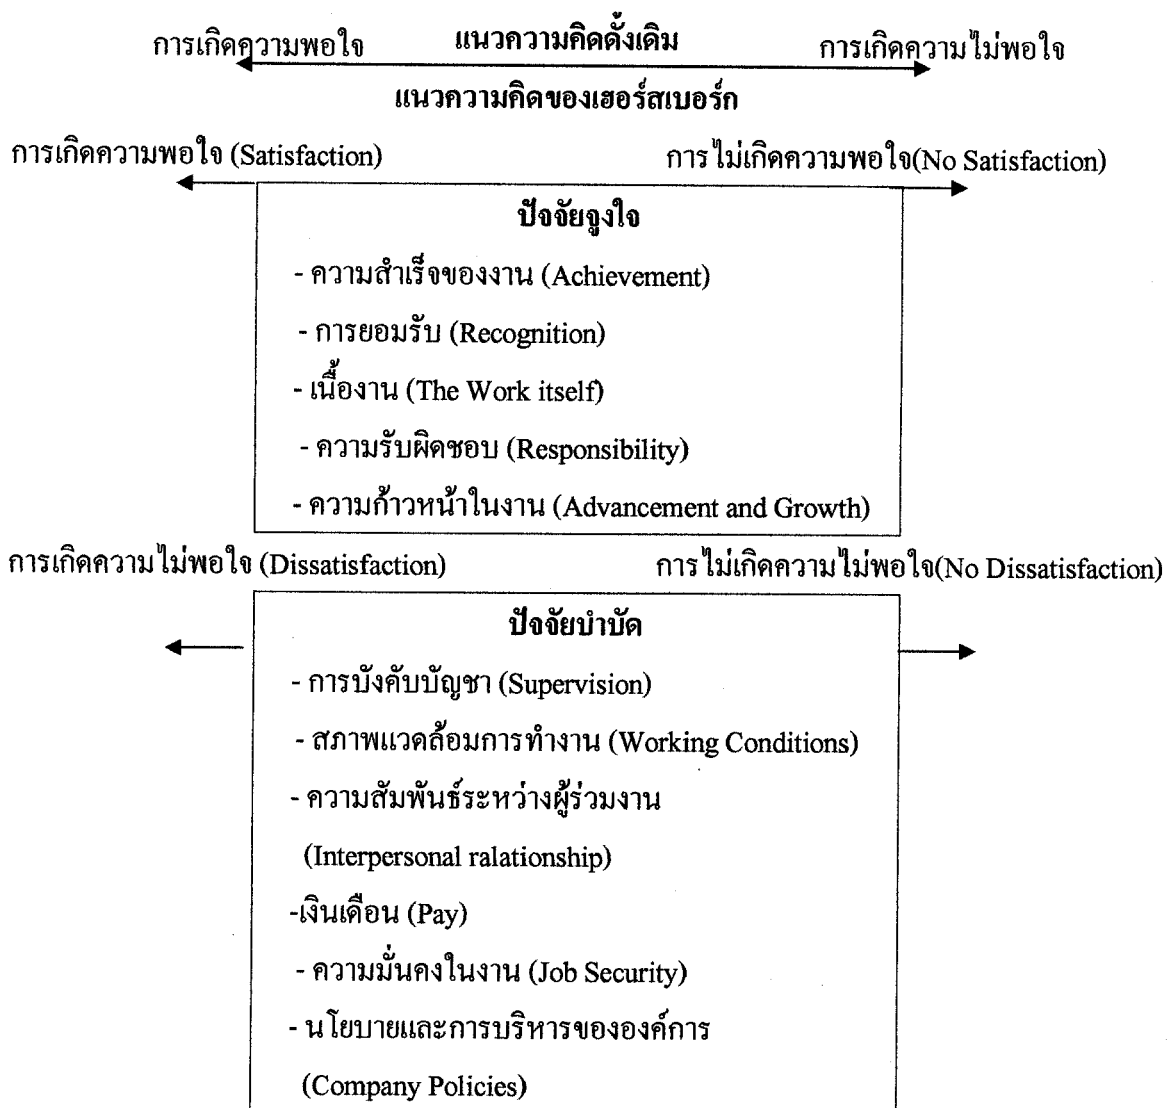 การเกิดความพอใจ แนวความคิดดั้งเดิม การเกิดความไม่พอใจ
แนวความคิดของเฮอร์สเบอร์ก
การเกิดความพอใจ (Satisfaction) การไม่เกิดความพอใจ(No Satisfaction)
ปัจจัยจูงใจ
- ความสำเร็จของงาน (Achievement)
- การยอมรับ (Recognition)
- เนื้องาน (The Work itself)
- ความรับผิดชอบ (Responsibility)
- ความก้าวหน้าในงาน (Advancement and Growth)
การเกิดความไม่พอใจ (Dissatisfaction) การไม่เกิดความไม่พอใจ(No Dissatisfaction)
ปัจจัยบำบัด
- การบังคับบัญชา (Supervision)
- สภาพแวดล้อมการทำงาน (Working Conditions)
- ความสัมพันธ์ระหว่างผู้ร่วมงาน
(Interpersonal ralationship)
-เงินเดือน (Pay)
- ความมั่นคงในงาน (Job Security)
- นโยบายและการบริหารขององค์การ
(Company Policies)